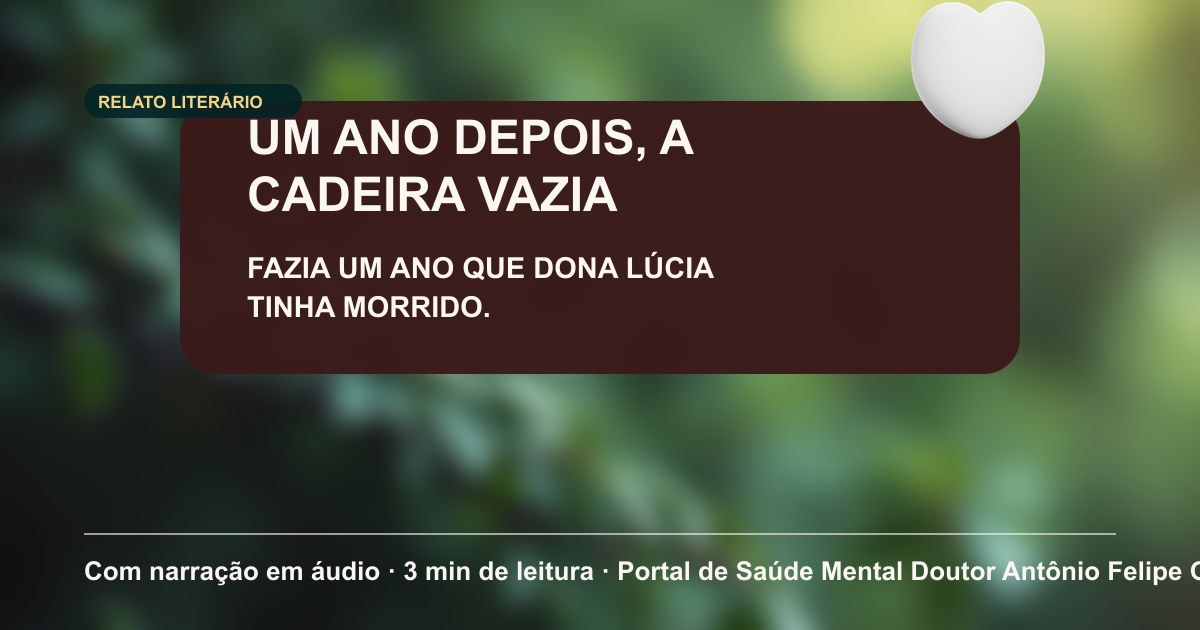 RELATO LITERÁRIO
UM ANO DEPOIS, A
CADEIRA VAZIA
FAZIA UM ANO QUE DONA LÚCIA
TINHA MORRIDO.
Com narração em áudio · 3 min de leitura · Portal de Saúde Mental Doutor Antônio Felipe